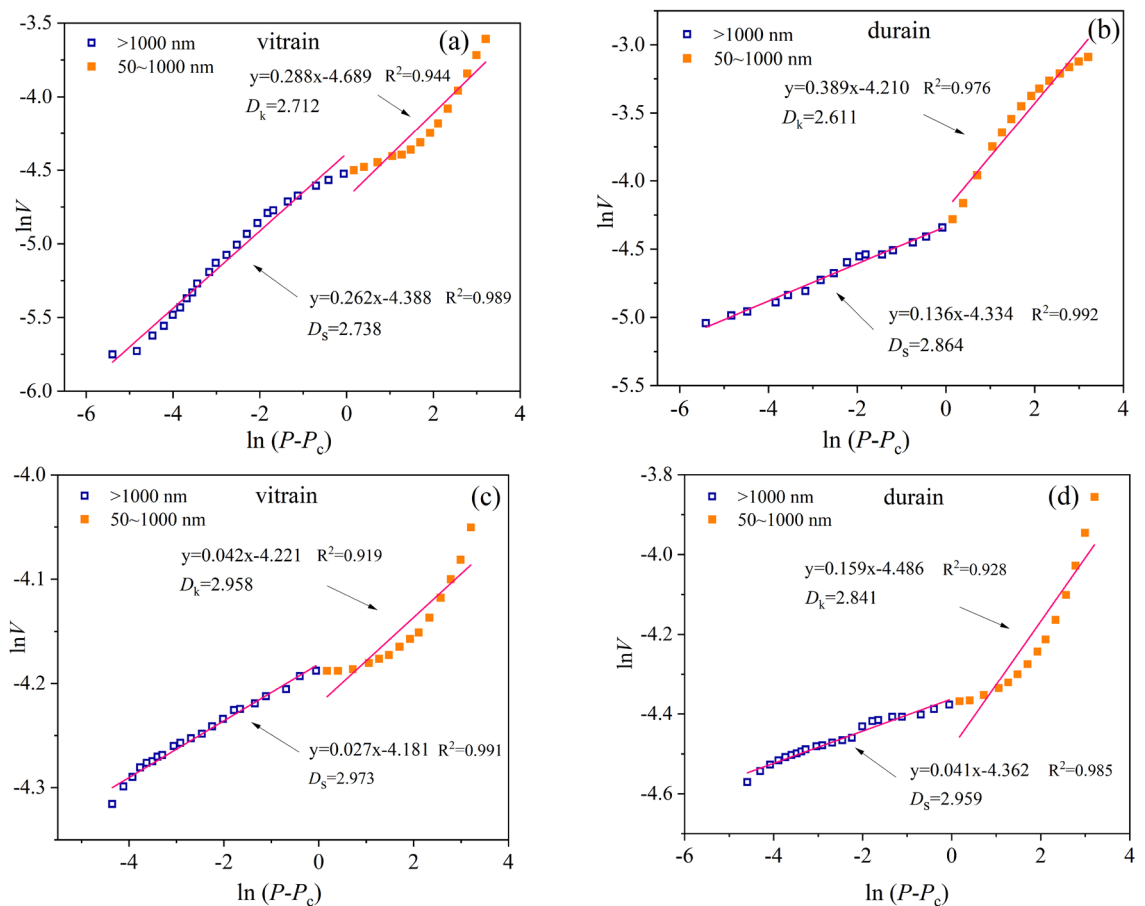 (a)
vitrain
>1000 nm
50~1000 nm
y=0.288x-4.689 R²=0.944
Dk=2.712
y=0.262x-4.388 R²=0.989
DS=2.738
lnV
-3.5
-4.0
-4.5
-5.0
-5.5
-6.0
-6 -4 -2 0 2 4
ln (P-Pc)
(b)
durain
>1000 nm
50~1000 nm
y=0.389x-4.210 R²=0.976
Dk=2.611
y=0.136x-4.334 R²=0.992
DS=2.864
lnV
-3.0
-3.5
-4.0
-4.5
-5.0
-5.5
-6 -4 -2 0 2 4
ln (P-Pc)
(c)
vitrain
>1000 nm
50~1000 nm
y=0.042x-4.221 R²=0.919
Dk=2.958
y=0.027x-4.181 R²=0.991
DS=2.973
lnV
-4.0
-4.1
-4.2
-4.3
-4 -2 0 2 4
ln (P-Pc)
(d)
durain
>1000 nm
50~1000 nm
y=0.159x-4.486 R²=0.928
Dk=2.841
y=0.041x-4.362 R²=0.985
DS=2.959
lnV
-3.8
-4.0
-4.2
-4.4
-4.6
-4.8
-6 -4 -2 0 2 4
ln (P-Pc)